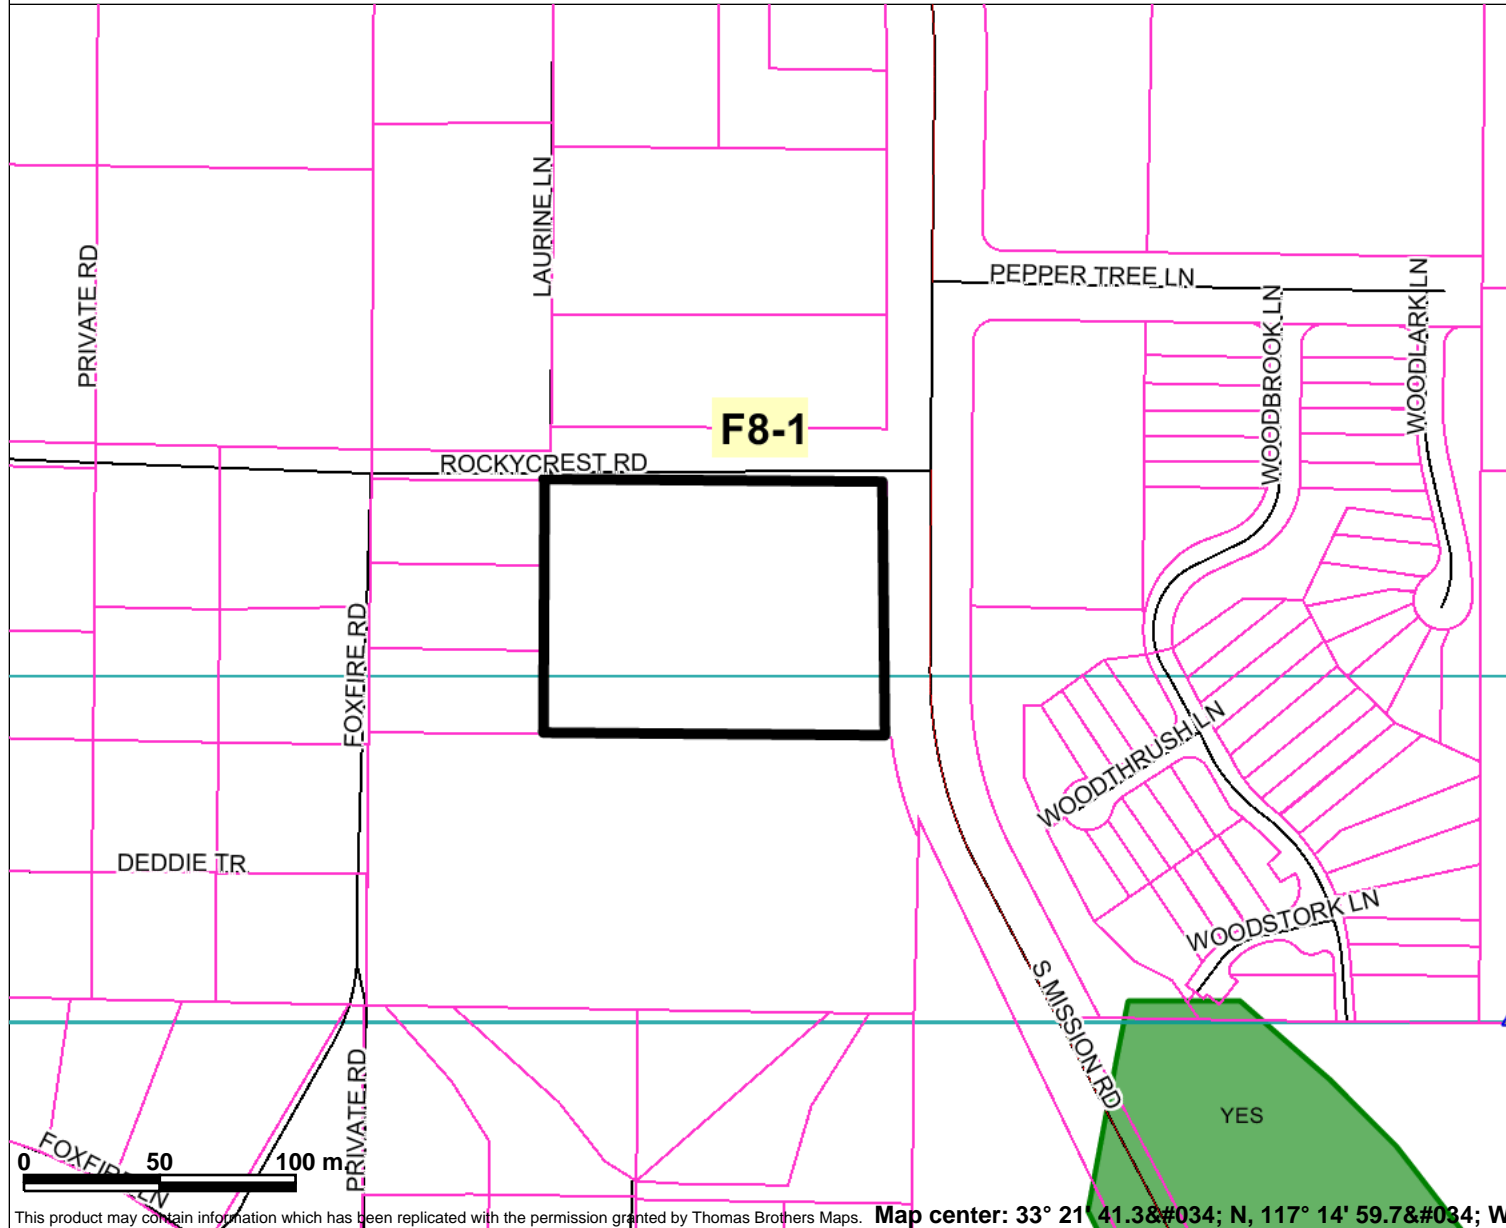 PRIVATE RD
LAURINE LN
PEPPER TREE LN
WOODBROOK LN
WOODLARK LN
F8-1
ROCKYCREST RD
FOXFIRE RD
WOODTHRUSH LN
DEDDIE TR
WOODSTORK LN
S MISSION RD
YES
PRIVATE RD
FOXFIRE LN
0 50 100 m.
This product may contain information which has been replicated with the permission granted by Thomas Brothers Maps. Map center: 33° 21' 41.3&#034; N, 117° 14' 59.7&#034; W